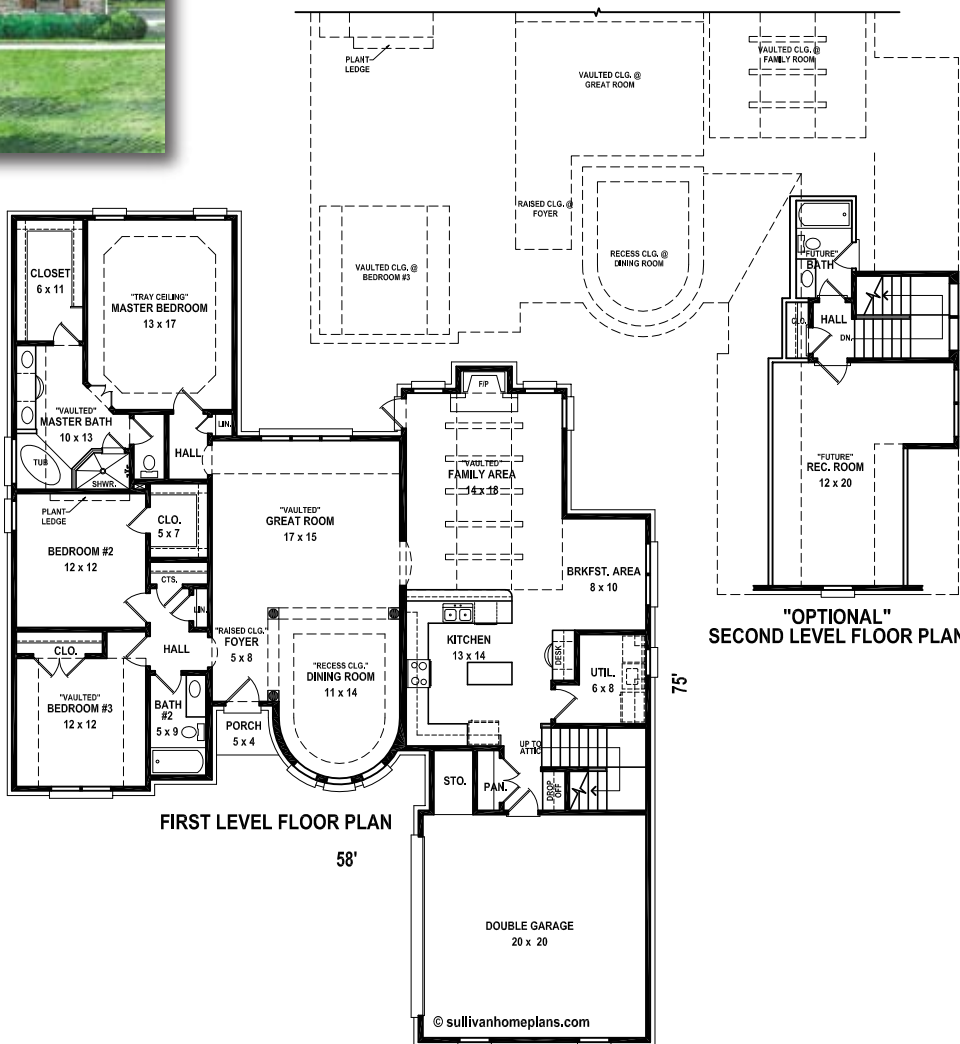 PLANT
LEDGE
VAULTED CLG. @
GREAT ROOM
VAULTED CLG. @
FAMILY ROOM
RAISED CLG. @
FOYER
RECESS CLG. @
DINING ROOM
VAULTED CLG. @
BEDROOM #3
"FUTURE"
BATH
CLO.
HALL
DN.
"FUTURE"
REC. ROOM
12 x 20
"OPTIONAL"
SECOND LEVEL FLOOR PLAN
CLOSET
6 x 11
"TRAY CEILING"
MASTER BEDROOM
13 x 17
"VAULTED"
MASTER BATH
10 x 13
TUB
SHWR.
LIN.
HALL
F/P
"VAULTED"
FAMILY AREA
14 x 18
PLANT
LEDGE
CLO.
5 x 7
BEDROOM #2
12 x 12
"VAULTED"
GREAT ROOM
17 x 15
BRKFST. AREA
8 x 10
CTS.
LIN.
CLO.
HALL
"RAISED CLG."
FOYER
5 x 8
"RECESS CLG."
DINING ROOM
11 x 14
KITCHEN
13 x 14
DESK
UTIL.
6 x 8
75'
"VAULTED"
BEDROOM #3
12 x 12
BATH
#2
5 x 9
PORCH
5 x 4
UP TO
ATTIC
STO.
PAN.
DROP
OFF
FIRST LEVEL FLOOR PLAN
58'
DOUBLE GARAGE
20 x 20
© sullivanhomeplans.com